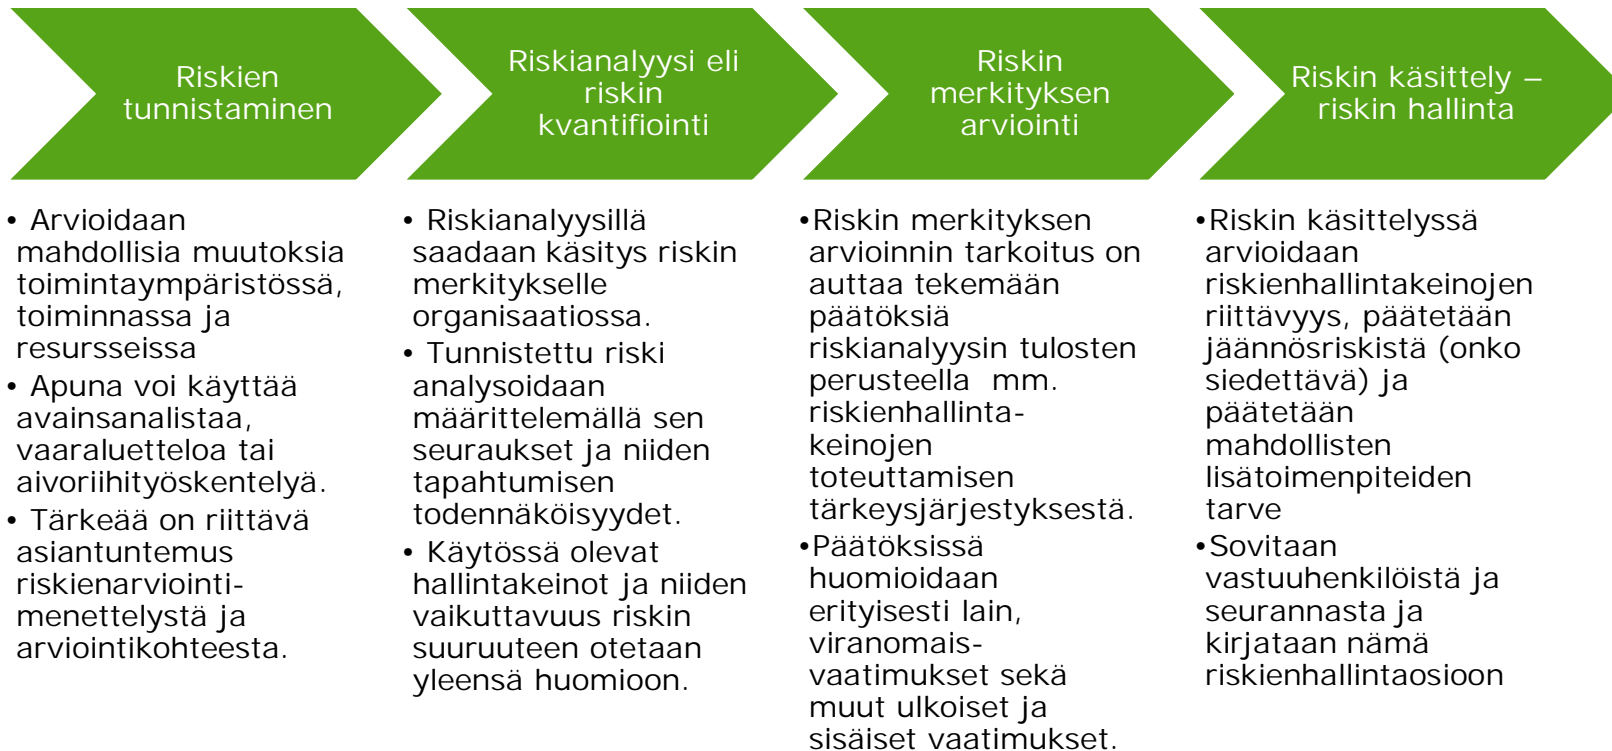 Riskien
tunnistaminen
• Arvioidaan
mahdollisia muutoksia
toimintaympäristössä,
toiminnassa ja
resursseissa
• Apuna voi käyttää
avainsanalistaa,
vaaraluetteloa tai
aivoriihityöskentelyä.
• Tärkeää on riittävä
asiantuntemus
riskienarviointi-
menettelystä ja
arviointikohteesta.
Riskianalyysi eli
riskin
kvantifiointi
• Riskianalyysillä
saadaan käsitys riskin
merkitykselle
organisaatiossa.
• Tunnistettu riski
analysoidaan
määrittelemällä sen
seuraukset ja niiden
tapahtumisen
todennäköisyydet.
• Käytössä olevat
hallintakeinot ja niiden
vaikuttavuus riskin
suuruuteen otetaan
yleensä huomioon.
Riskin
merkityksen
arviointi
•Riskin merkityksen
arvioinnin tarkoitus on
auttaa tekemään
päätöksiä
riskianalyysin tulosten
perusteella  mm.
riskienhallinta-
keinojen
toteuttamisen
tärkeysjärjestyksestä.
•Päätöksissä
huomioidaan
erityisesti lain,
viranomais-
vaatimukset sekä
muut ulkoiset ja
sisäiset vaatimukset.
Riskin käsittely –
riskin hallinta
•Riskin käsittelyssä
arvioidaan
riskienhallintakeinojen
riittävyys, päätetään
jäännösriskistä (onko
siedettävä) ja
päätetään
mahdollisten
lisätoimenpiteiden
tarve
•Sovitaan
vastuuhenkilöistä ja
seurannasta ja
kirjataan nämä
riskienhallintaosioon